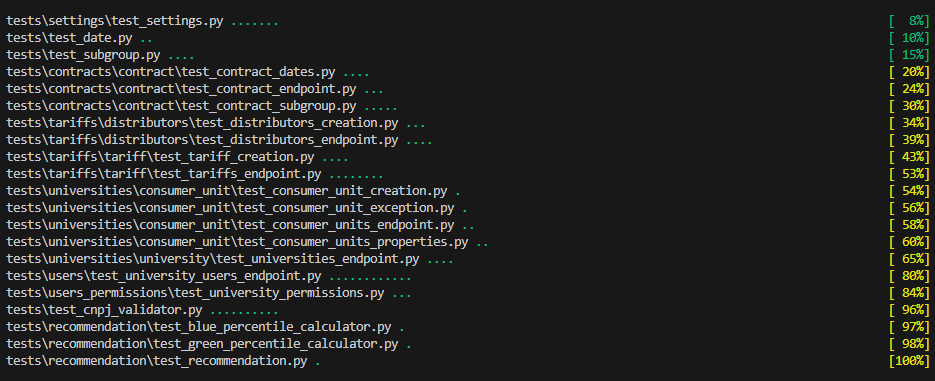 tests\settings\test_settings.py ....... [  8%]
tests\test_date.py .. [ 10%]
tests\test_subgroup.py .... [ 15%]
tests\contracts\contract\test_contract_dates.py .... [ 20%]
tests\contracts\contract\test_contract_endpoint.py ... [ 24%]
tests\contracts\contract\test_contract_subgroup.py ..... [ 30%]
tests\tariffs\distributors\test_distributors_creation.py ... [ 34%]
tests\tariffs\distributors\test_distributors_endpoint.py .... [ 39%]
tests\tariffs\tariff\test_tariff_creation.py .... [ 43%]
tests\tariffs\tariff\test_tariffs_endpoint.py ........ [ 53%]
tests\universities\consumer_unit\test_consumer_unit_creation.py . [ 54%]
tests\universities\consumer_unit\test_consumer_unit_exception.py . [ 56%]
tests\universities\consumer_unit\test_consumer_units_endpoint.py .. [ 58%]
tests\universities\consumer_unit\test_consumer_units_properties.py .. [ 60%]
tests\universities\university\test_universities_endpoint.py .... [ 65%]
tests\users\test_university_users_endpoint.py ............ [ 80%]
tests\users_permissions\test_university_permissions.py ... [ 84%]
tests\test_cnpj_validator.py .......... [ 96%]
tests\recommendation\test_blue_percentile_calculator.py . [ 97%]
tests\recommendation\test_green_percentile_calculator.py . [ 98%]
tests\recommendation\test_recommendation.py . [100%]